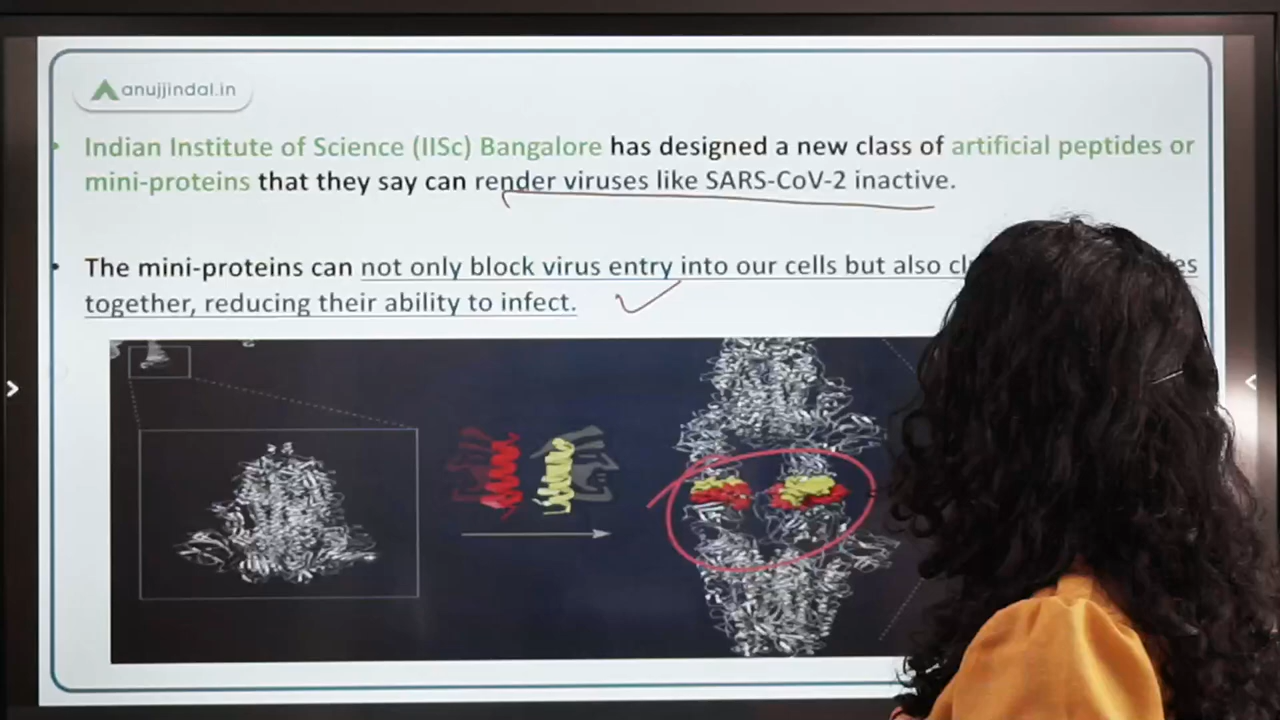 anujjindal.in
Indian Institute of Science (IISc) Bangalore has designed a new class of artificial peptides or
mini-proteins that they say can render viruses like SARS-CoV-2 inactive.
The mini-proteins can not only block virus entry into our cells but also
together, reducing their ability to infect.